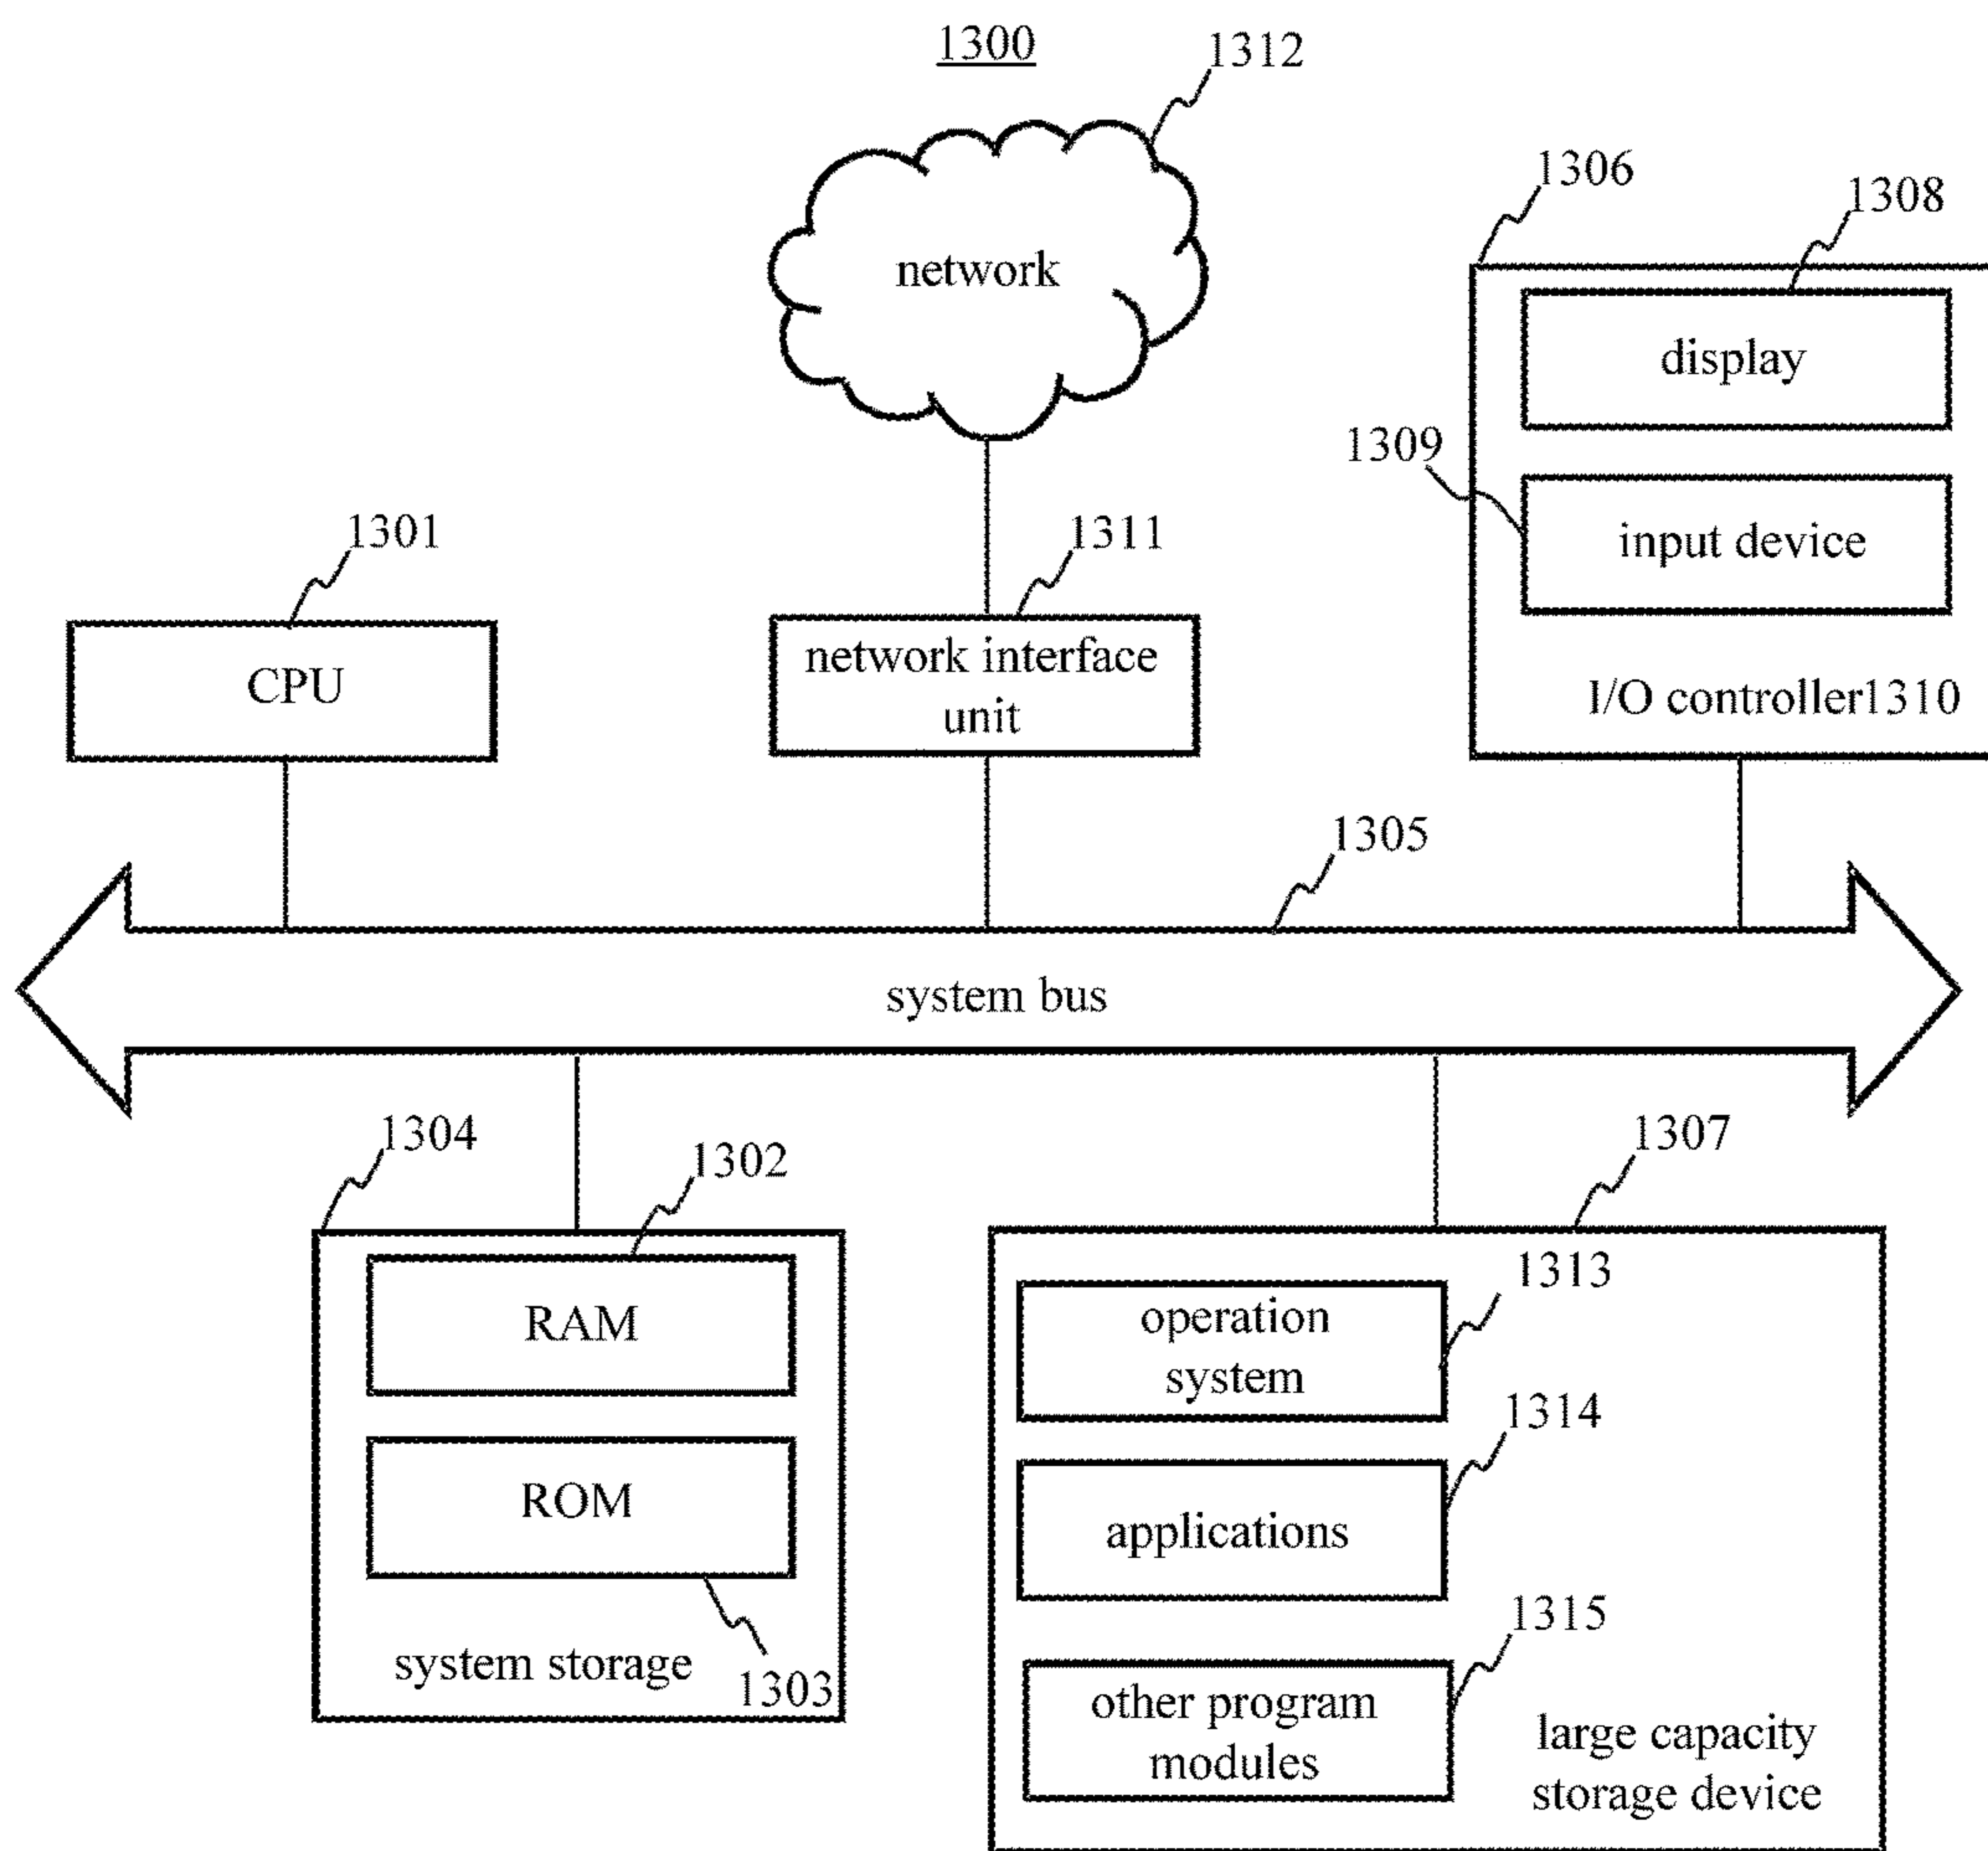 1300
1312
network
1306
1308
display
1309
input device
I/O controller1310
1301
CPU
1311
network interface
unit
1305
system bus
1304
1302
RAM
ROM
1303
system storage
1307
1313
operation
system
1314
applications
1315
other program
modules
large capacity
storage device